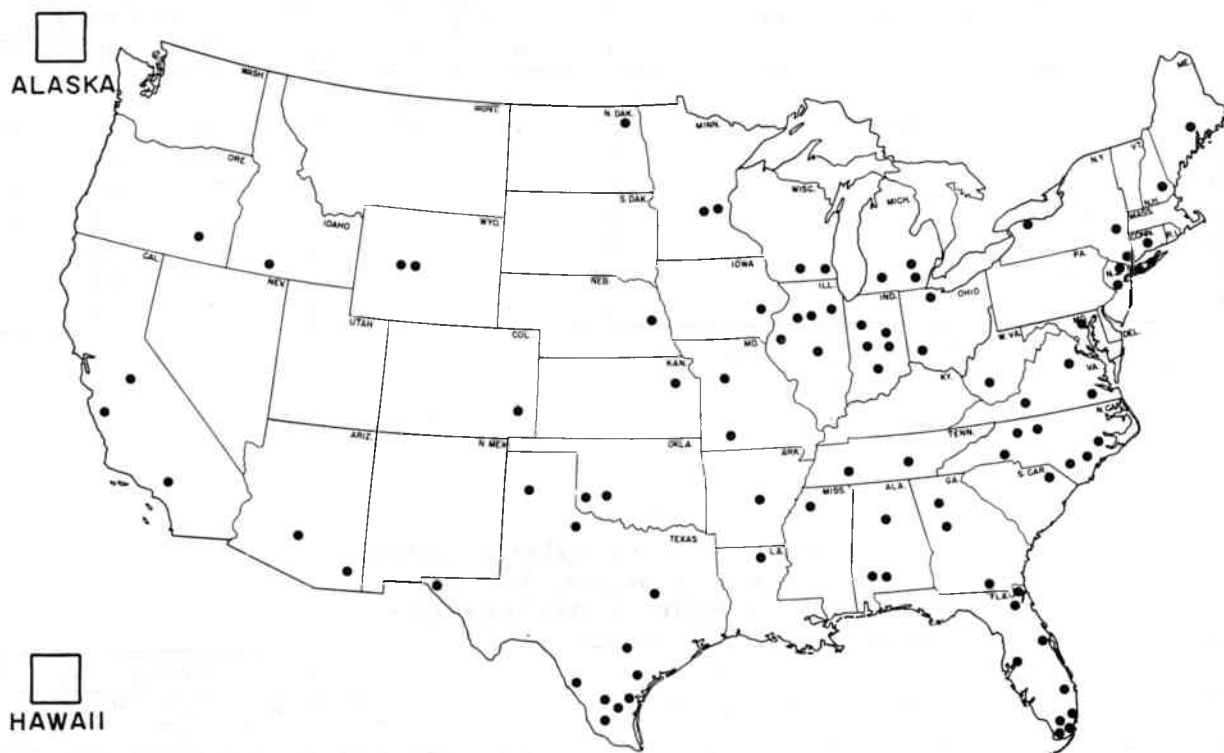 ALASKA
WASH.
MONT.
N. DAK.
MINN.
ME.
ORE.
VT.
N.Y.
S. DAK.
WISC.
MICH.
N.H.
MASS.
IDAHO
WYO.
CONN.
R.I.
CAL.
NEV.
NEB.
IOWA
PA.
N.J.
UTAH
COL.
ILL.
IND.
OHIO
W. VA.
DEL.
KAN.
MO.
KY.
VA.
ARIZ.
N. MEX.
OKLA.
ARK.
TENN.
N. CAR.
S. CAR.
MISS.
ALA.
GA.
TEXAS
LA.
FLA.
HAWAII